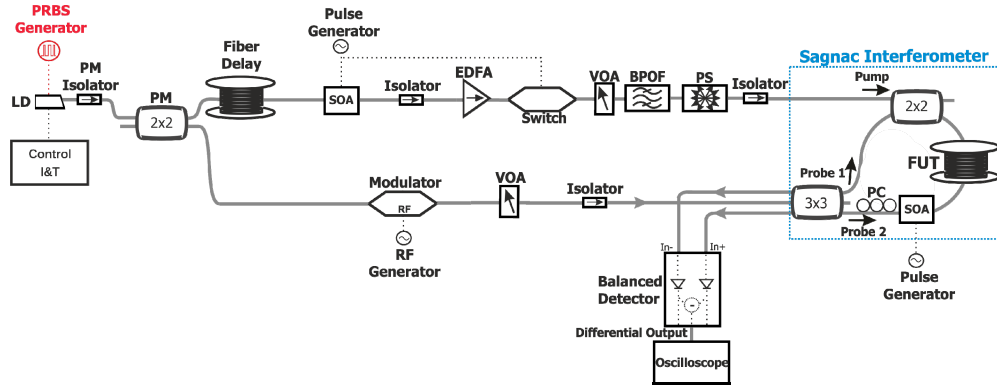 PRBS
Generator
LD
Control
I&T
PM
Isolator
PM
2x2
Fiber
Delay
Pulse
Generator
SOA
Isolator
EDFA
Switch
VOA
BPOF
PS
Isolator
Sagnac Interferometer
Pump
2x2
FUT
Probe 1
PC
3x3
SOA
Probe 2
Pulse
Generator
Modulator
RF
RF
Generator
VOA
Isolator
In-
In+
Balanced
Detector
-
Differential Output
Oscilloscope